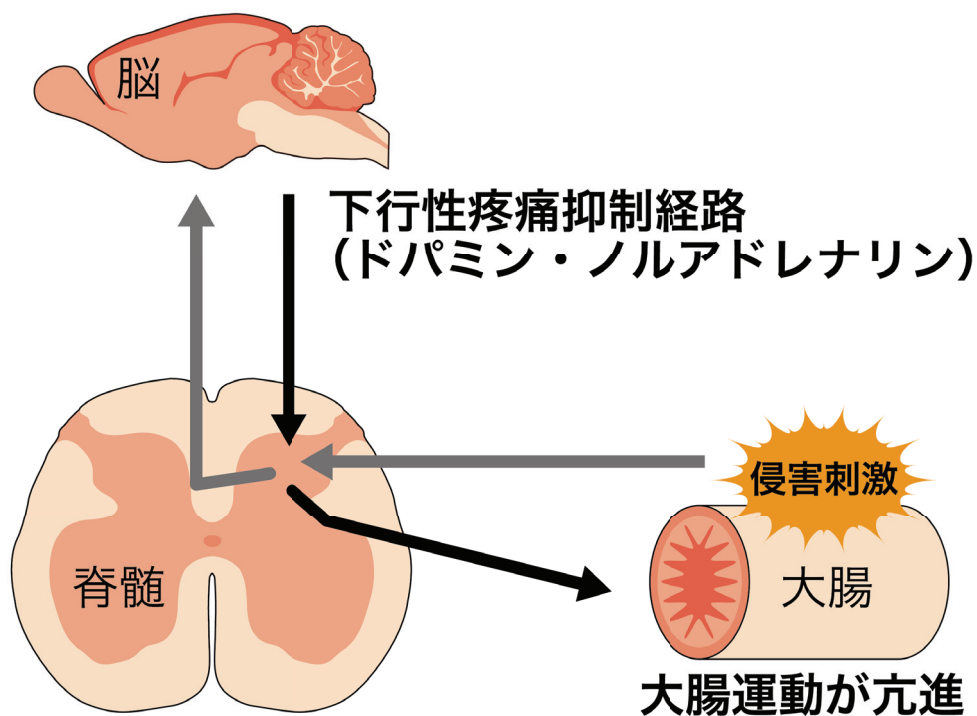 脳
下行性疼痛抑制経路
（ドパミン・ノルアドレナリン）
侵害刺激
脊髄
大腸
大腸運動が亢進